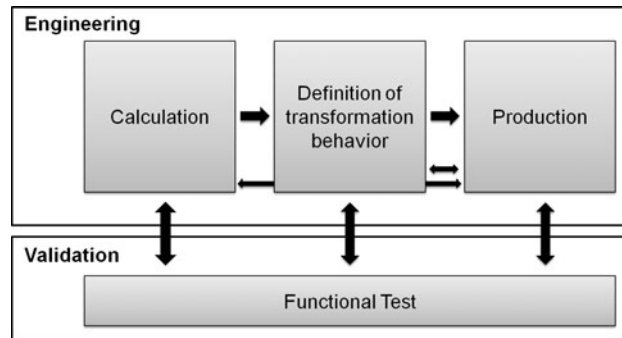 Engineering
Calculation
Definition of
transformation
behavior
Production
Validation
Functional Test